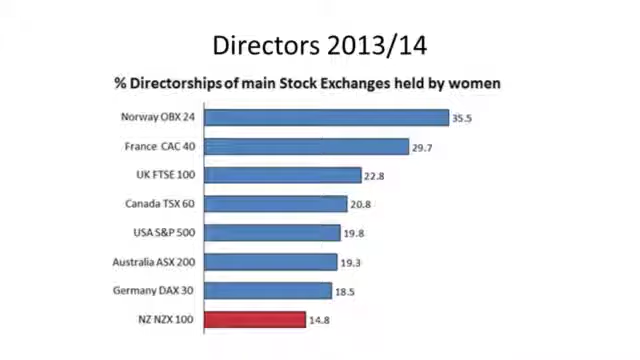 Directors 2013/14
% Directorships of main Stock Exchanges held by women
Norway OBX 24 35.5
France CAC 40 29.7
UK FTSE 100 22.8
Canada TSX 60 20.8
USA S&P 500 19.8
Australia ASX 200 19.3
Germany DAX 30 18.5
NZ NZX 100 14.8